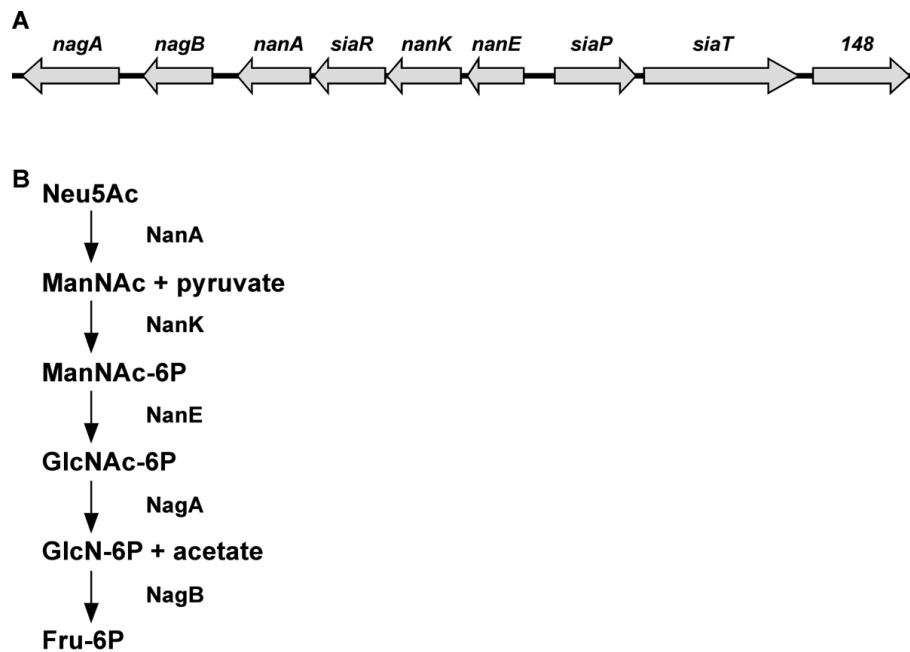 A
nagA nagB nanA siaR nanK nanE siaP siaT 148
B
Neu5Ac
NanA
ManNAc + pyruvate
NanK
ManNAc-6P
NanE
GlcNAc-6P
NagA
GlcN-6P + acetate
NagB
Fru-6P